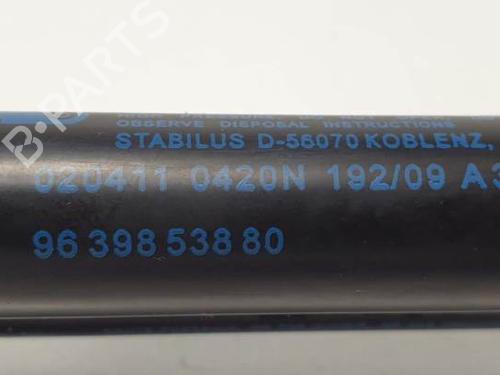 B-PARTS
OBSERVE DISPOSAL INSTRUCTIONS
STABILUS D-56070 KOBLENZ,
020411 0420N 192/09 A
96 398 538 80